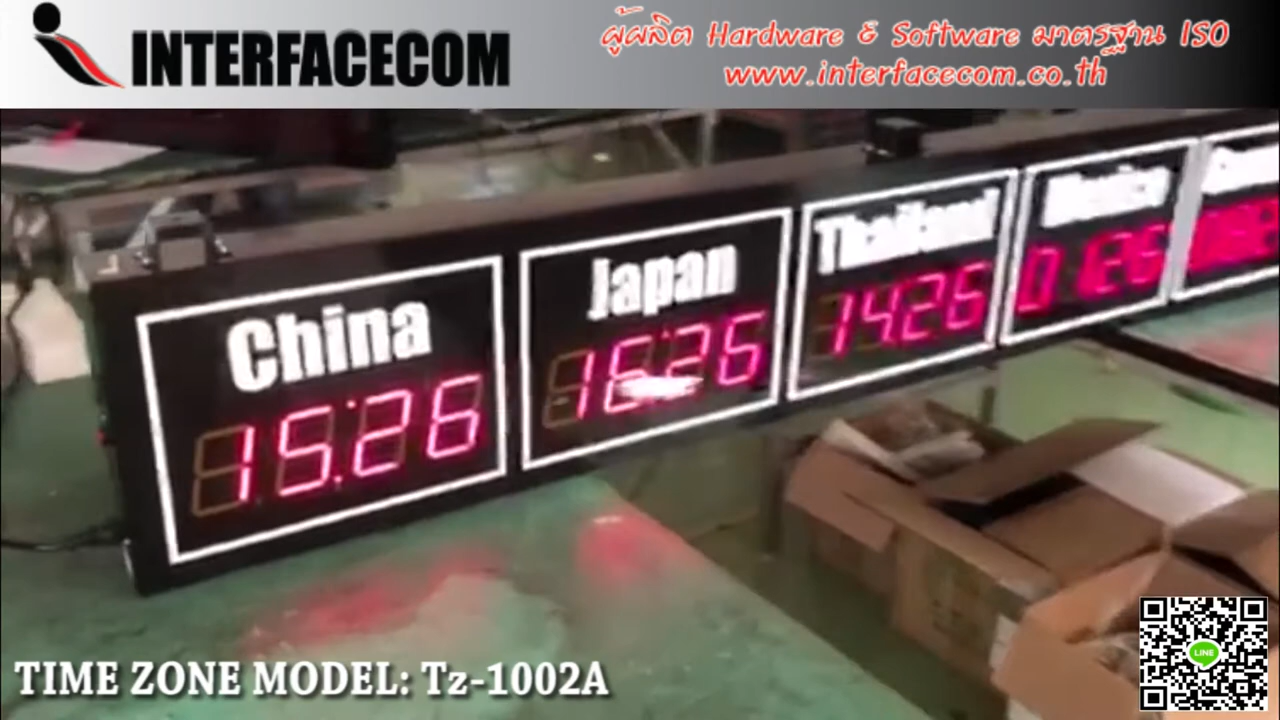 INTERFACECOM
ผู้ผลิต Hardware & Software มาตรฐาน ISO
www.interfacecom.co.th
China
15.26
Japan
16.26
Thailand
14.26
Mexico
01.26
LINE
TIME ZONE MODEL: Tz-1002A